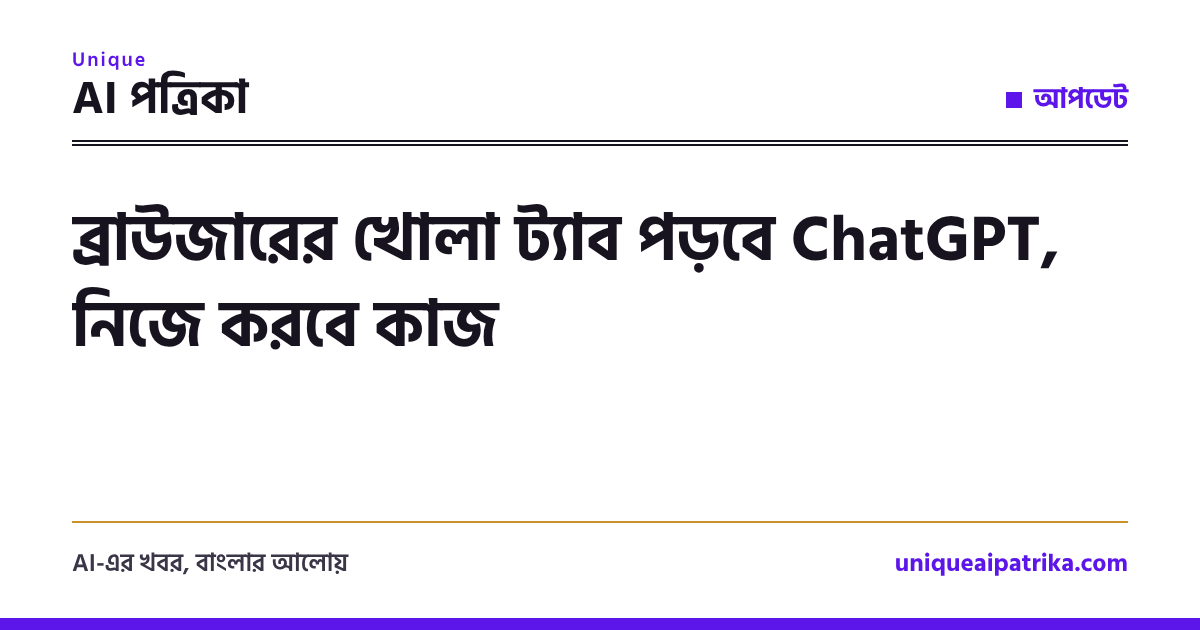 Unique
AI পত্রিকা
আপডেট
ব্রাউজারের খোলা ট্যাব পড়বে ChatGPT,
নিজে করবে কাজ
AI-এর খবর, বাংলার আলোয়
uniqueaipatrika.com